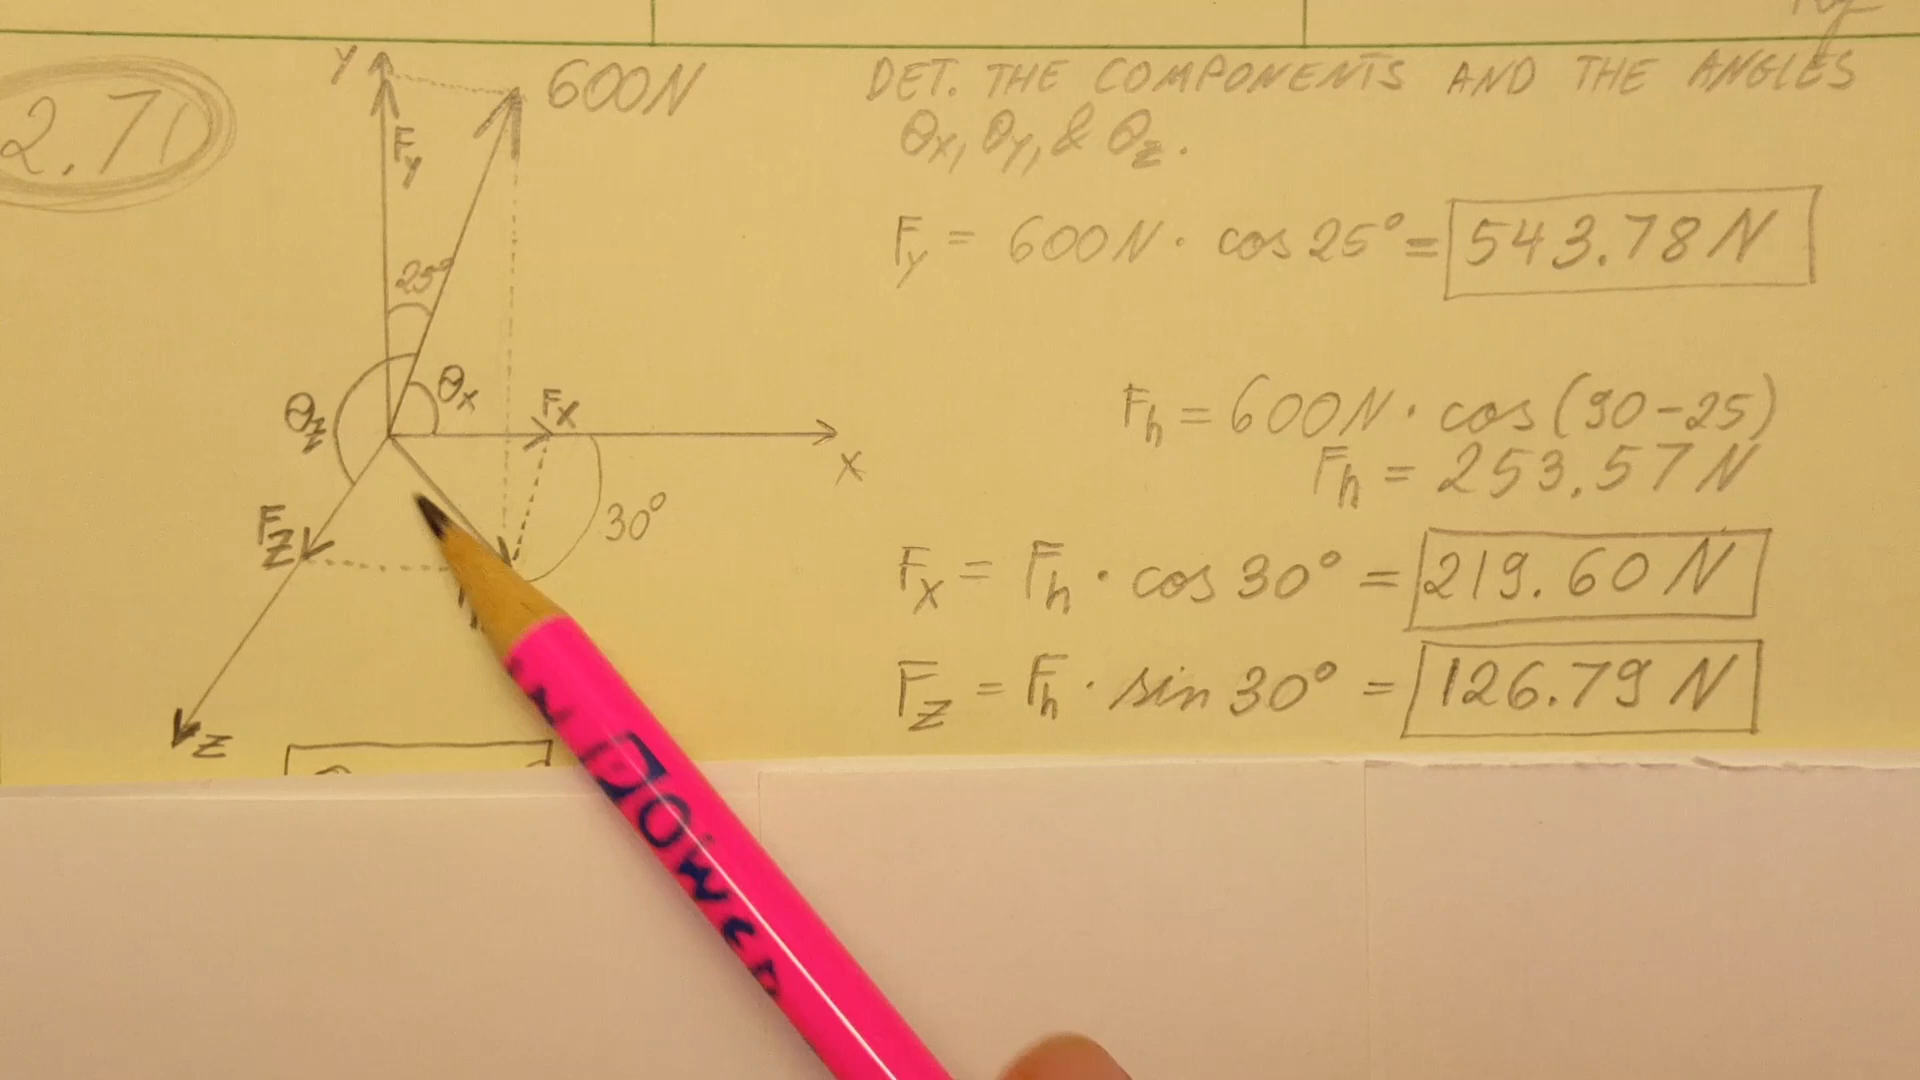 2.71
Y
600N
Fy
25°
θx
θz
Fx
X
30°
Fz
Z
DET. THE COMPONENTS AND THE ANGLES
θx, θy, & θz.
Fy = 600N · cos 25° = 543.78 N
Fh = 600N · cos (90-25)
Fh = 253.57 N
Fx = Fh · cos 30° = 219.60 N
Fz = Fh · sin 30° = 126.79 N